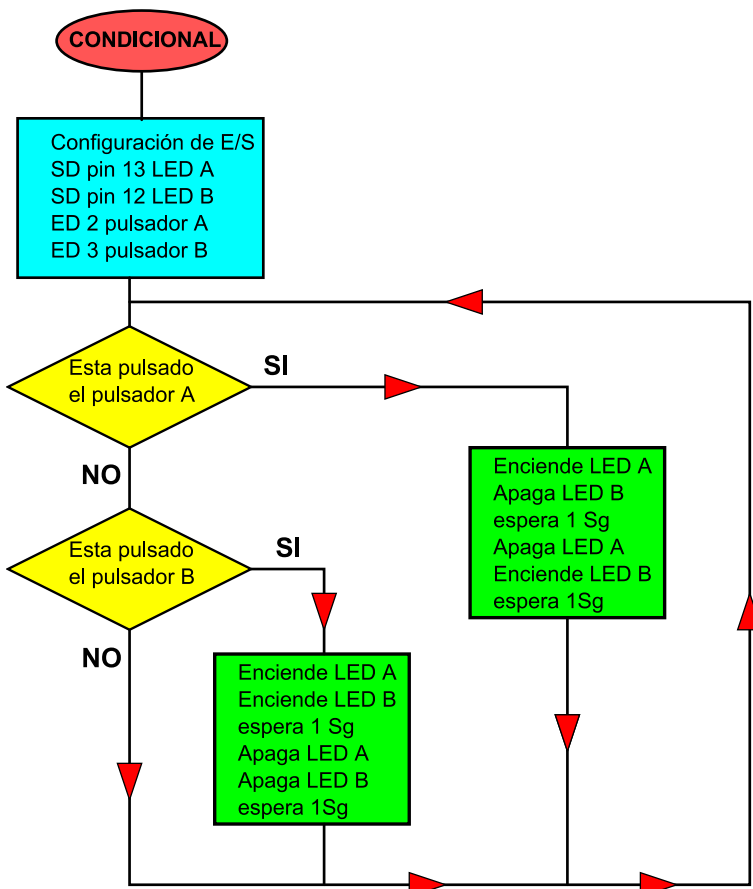 CONDICIONAL
Configuración de E/S
SD pin 13 LED A
SD pin 12 LED B
ED 2 pulsador A
ED 3 pulsador B
Esta pulsado
el pulsador A
SI
NO
Enciende LED A
Apaga LED B
espera 1 Sg
Apaga LED A
Enciende LED B
espera 1Sg
Esta pulsado
el pulsador B
SI
NO
Enciende LED A
Enciende LED B
espera 1 Sg
Apaga LED A
Apaga LED B
espera 1Sg